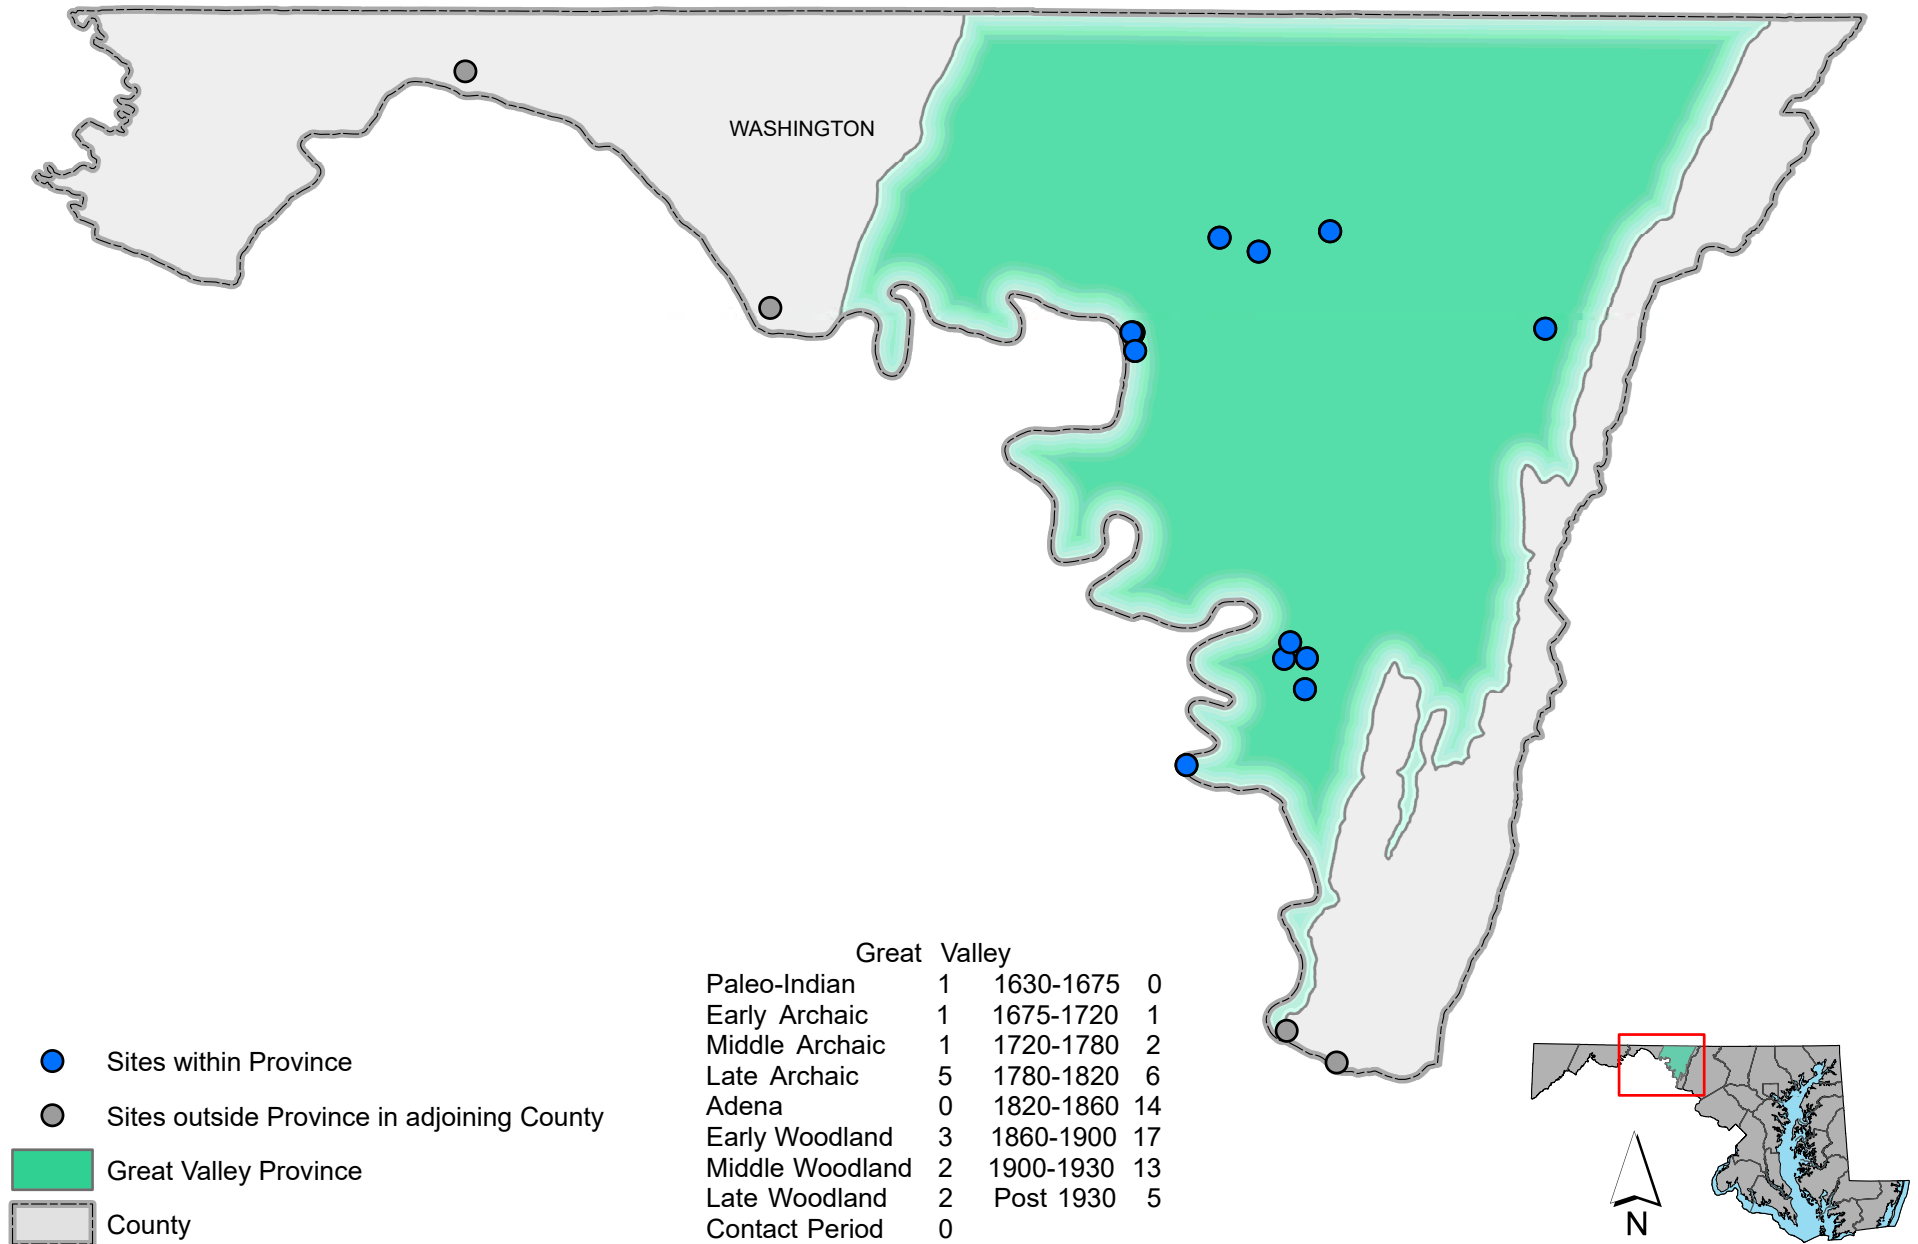 WASHINGTON
Great Valley
Paleo-Indian 1 1630-1675 0
Early Archaic 1 1675-1720 1
Middle Archaic 1 1720-1780 2
Late Archaic 5 1780-1820 6
Adena 0 1820-1860 14
Early Woodland 3 1860-1900 17
Middle Woodland 2 1900-1930 13
Late Woodland 2 Post 1930 5
Contact Period 0
Sites within Province
Sites outside Province in adjoining County
Great Valley Province
County
N